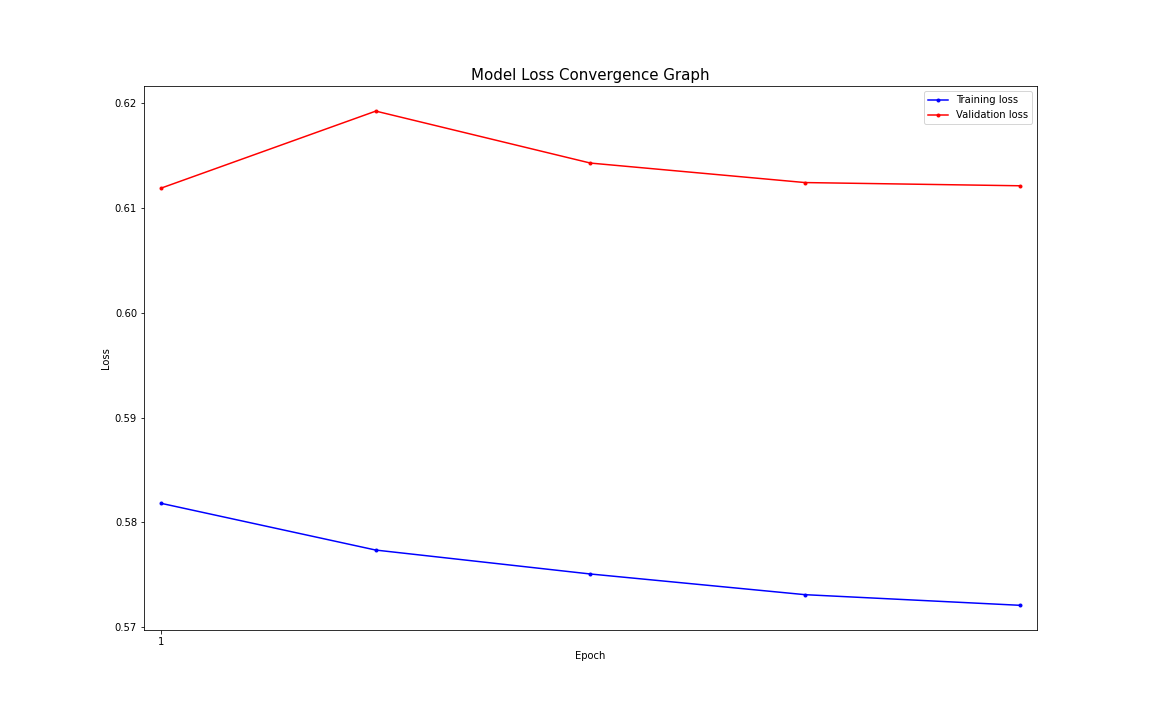 Model Loss Convergence Graph
Training loss
Validation loss
0.62
0.61
0.60
0.59
0.58
0.57
Loss
1
Epoch